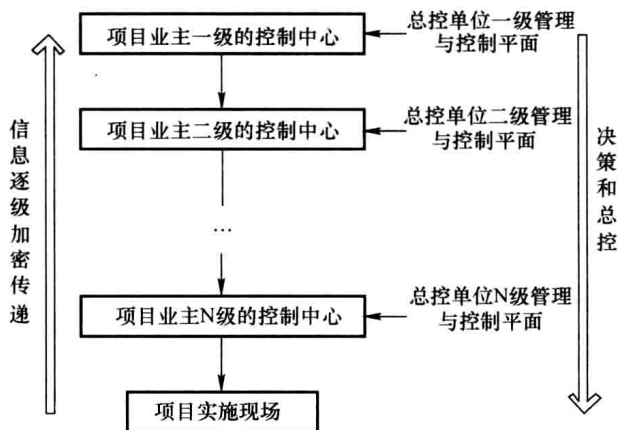 项目业主一级的控制中心
总控单位一级管理
与控制平面
项目业主二级的控制中心
总控单位二级管理
与控制平面
信息逐级加密传递
决策和总控
…
项目业主N级的控制中心
总控单位N级管理
与控制平面
项目实施现场